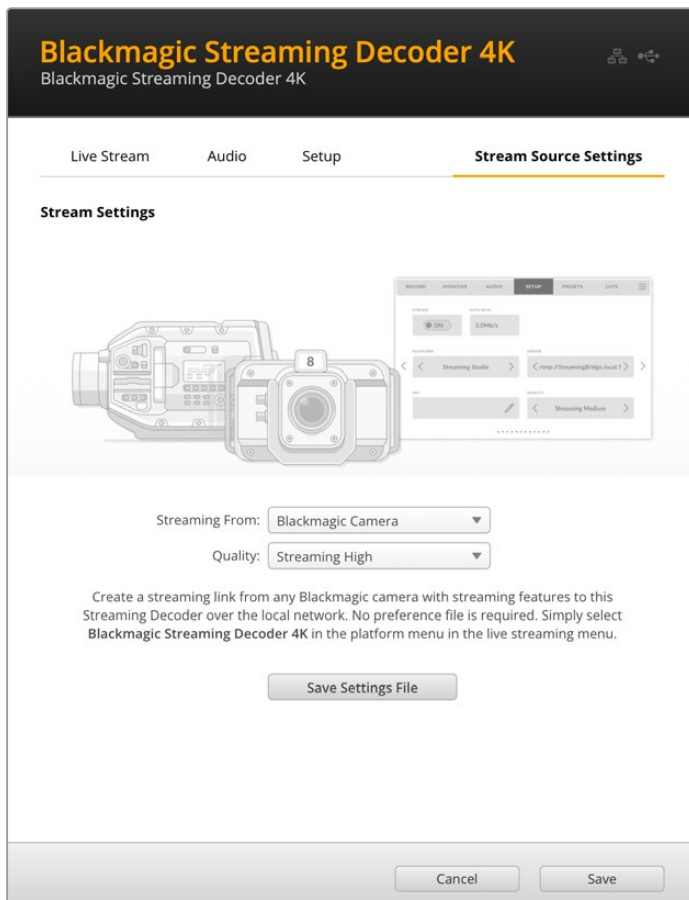 Blackmagic Streaming Decoder 4K
Blackmagic Streaming Decoder 4K
Live Stream Audio Setup Stream Source Settings
Stream Settings
RECORD MONITOR AUDIO SETUP PRESETS LUTS
STREAM DATA RATE
ON 3.0Mb/s
PLATFORM SERVER
Streaming Studio rtmp://StreamingBridge.local:1
KEY QUALITY
Streaming Medium
8
Streaming From: Blackmagic Camera
Quality: Streaming High
Create a streaming link from any Blackmagic camera with streaming features to this
Streaming Decoder over the local network. No preference file is required. Simply select
Blackmagic Streaming Decoder 4K in the platform menu in the live streaming menu.
Save Settings File
Cancel Save